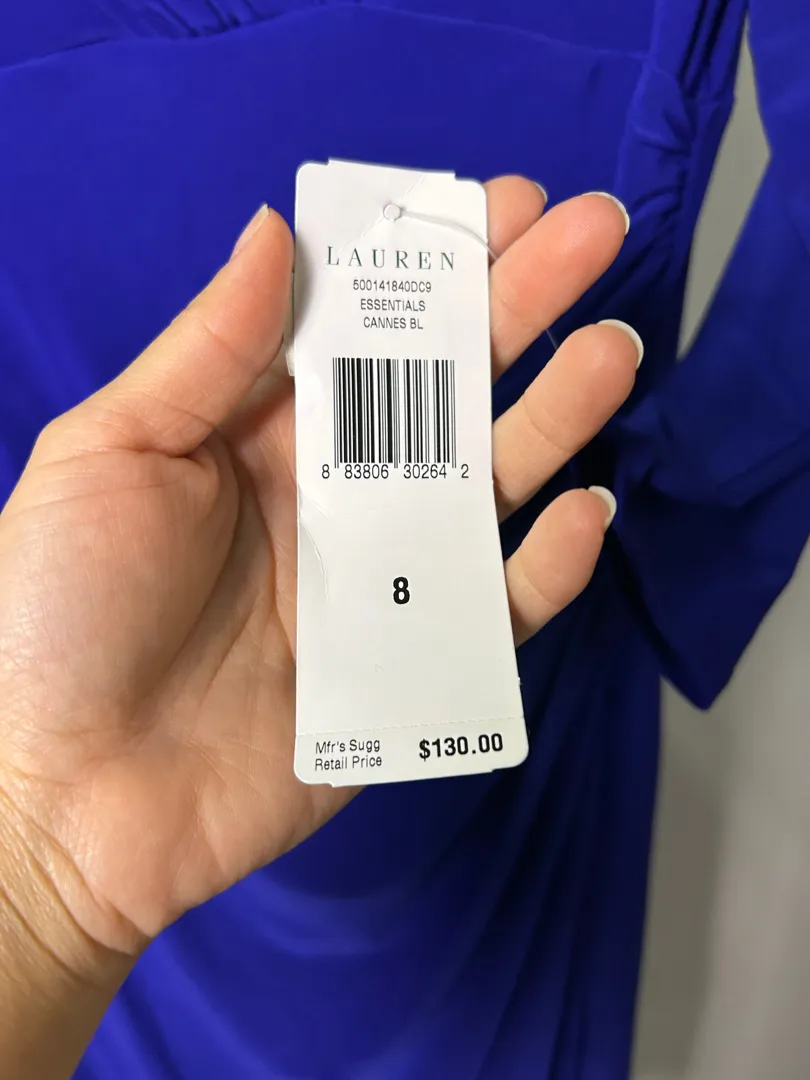 LAUREN
500141840DC9
ESSENTIALS
CANNES BL
8 83806 30264 2
8
Mfr's Sugg
Retail Price
$130.00